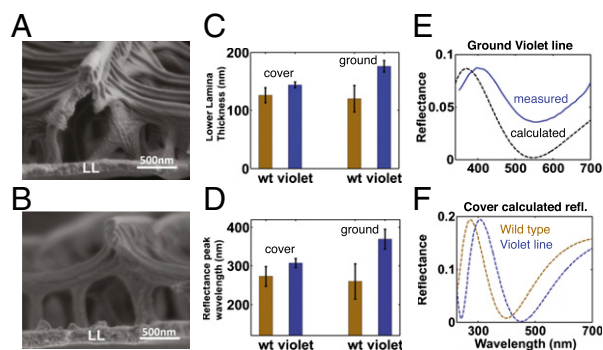 A
LL
500nm
B
LL
500nm
C
Lower Lamina
Thickness (nm)
200
100
0
cover
ground
wt violet
wt violet
D
Reflectance peak
wavelength (nm)
400
300
200
cover
ground
wt violet
wt violet
E
Ground Violet line
Reflectance
0.1
0.05
0
measured
calculated
400 500 600 700
F
Cover calculated refl.
Reflectance
0.2
0.1
0
Wild type
Violet line
300 500 700
Wavelength (nm)